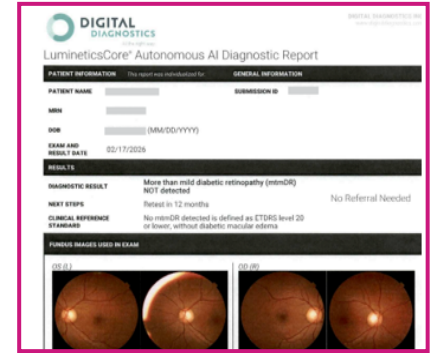 DIGITAL
DIAGNOSTICS
DIGITAL DIAGNOSTICS INC
LumineticsCore® Autonomous AI Diagnostic Report
PATIENT INFORMATION This report was individualized for: GENERAL INFORMATION
PATIENT NAME SUBMISSION ID
MRN
DOB (MM/DD/YYYY)
EXAM AND
RESULT DATE 02/17/2026
RESULTS
DIAGNOSTIC RESULT More than mild diabetic retinopathy (mtmDR)
NOT detected
No Referral Needed
NEXT STEPS Retest in 12 months
CLINICAL REFERENCE
STANDARD No mtmDR detected is defined as ETDRS level 20
or lower, without diabetic macular edema
FUNDUS IMAGES USED IN EXAM
OS (L) OD (R)